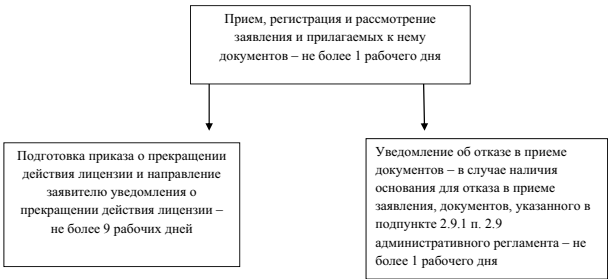 Прием, регистрация и рассмотрение
заявления и прилагаемых к нему
документов – не более 1 рабочего дня
Подготовка приказа о прекращении
действия лицензии и направление
заявителю уведомления о
прекращении действия лицензии –
не более 9 рабочих дней
Уведомление об отказе в приеме
документов – в случае наличия
основания для отказа в приеме
заявления, документов, указанного в
подпункте 2.9.1 п. 2.9
административного регламента – не
более 1 рабочего дня